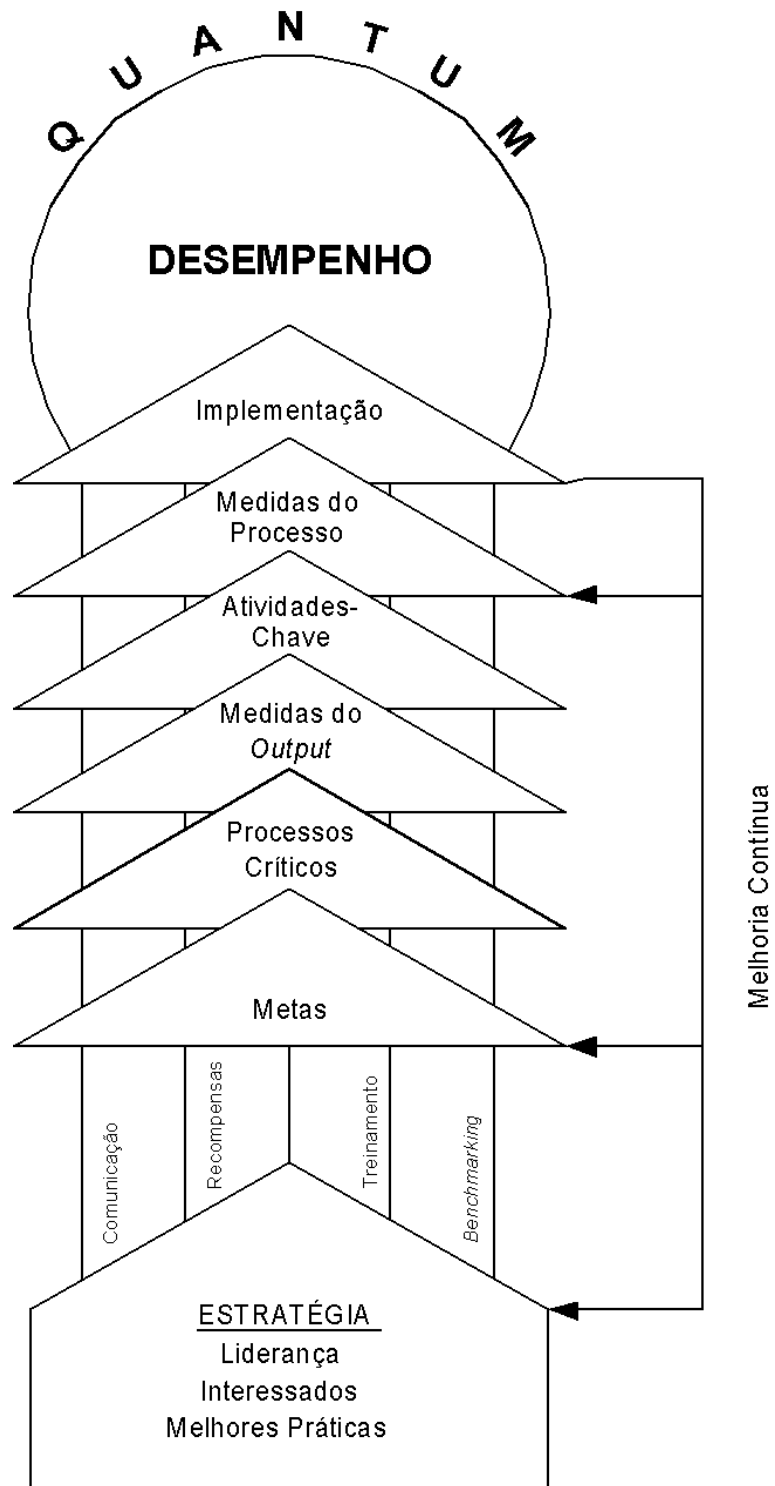 QUANTUM
DESEMPENHO
Implementação
Medidas do
Processo
Atividades-
Chave
Medidas do
Output
Processos
Críticos
Metas
Comunicação
Recompensas
Treinamento
Benchmarking
ESTRATÉGIA
Liderança
Interessados
Melhores Práticas
Melhoria Contínua